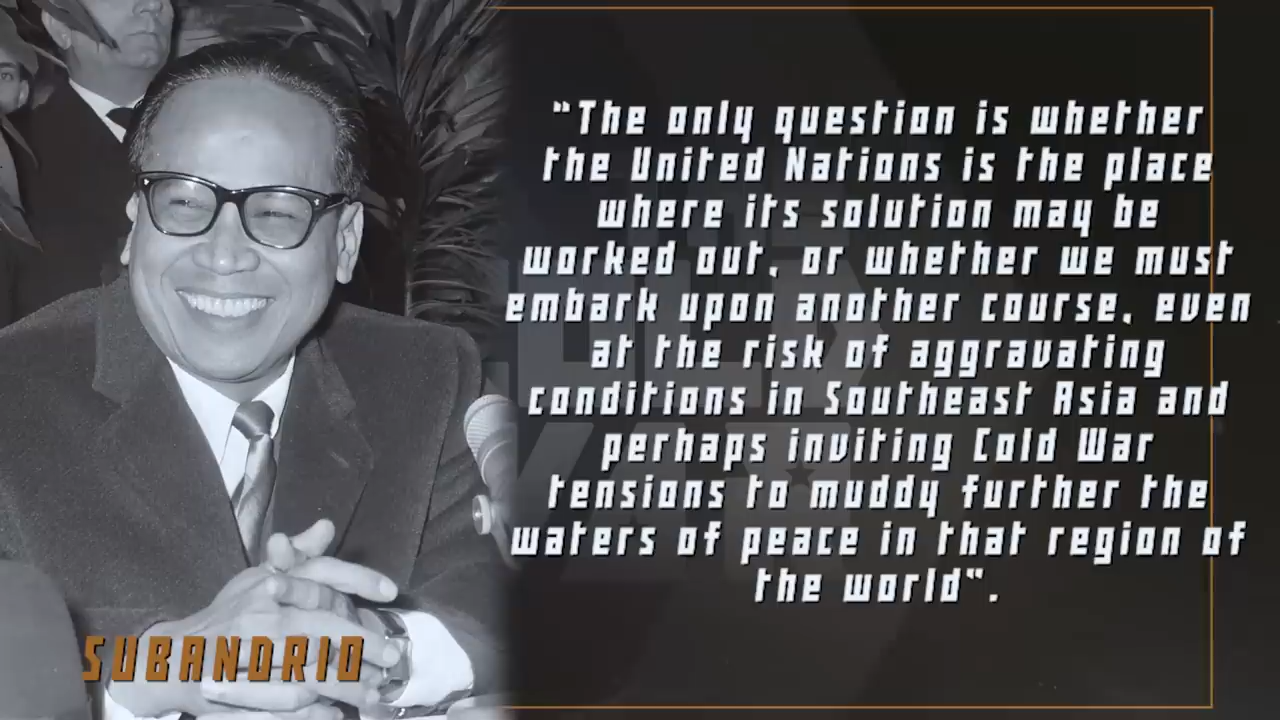 “The only question is whether
the United Nations is the place
where its solution may be
worked out, or whether we must
embark upon another course, even
at the risk of aggravating
conditions in Southeast Asia and
perhaps inviting Cold War
tensions to muddy further the
waters of peace in that region of
the world“.
SUBANDRIO